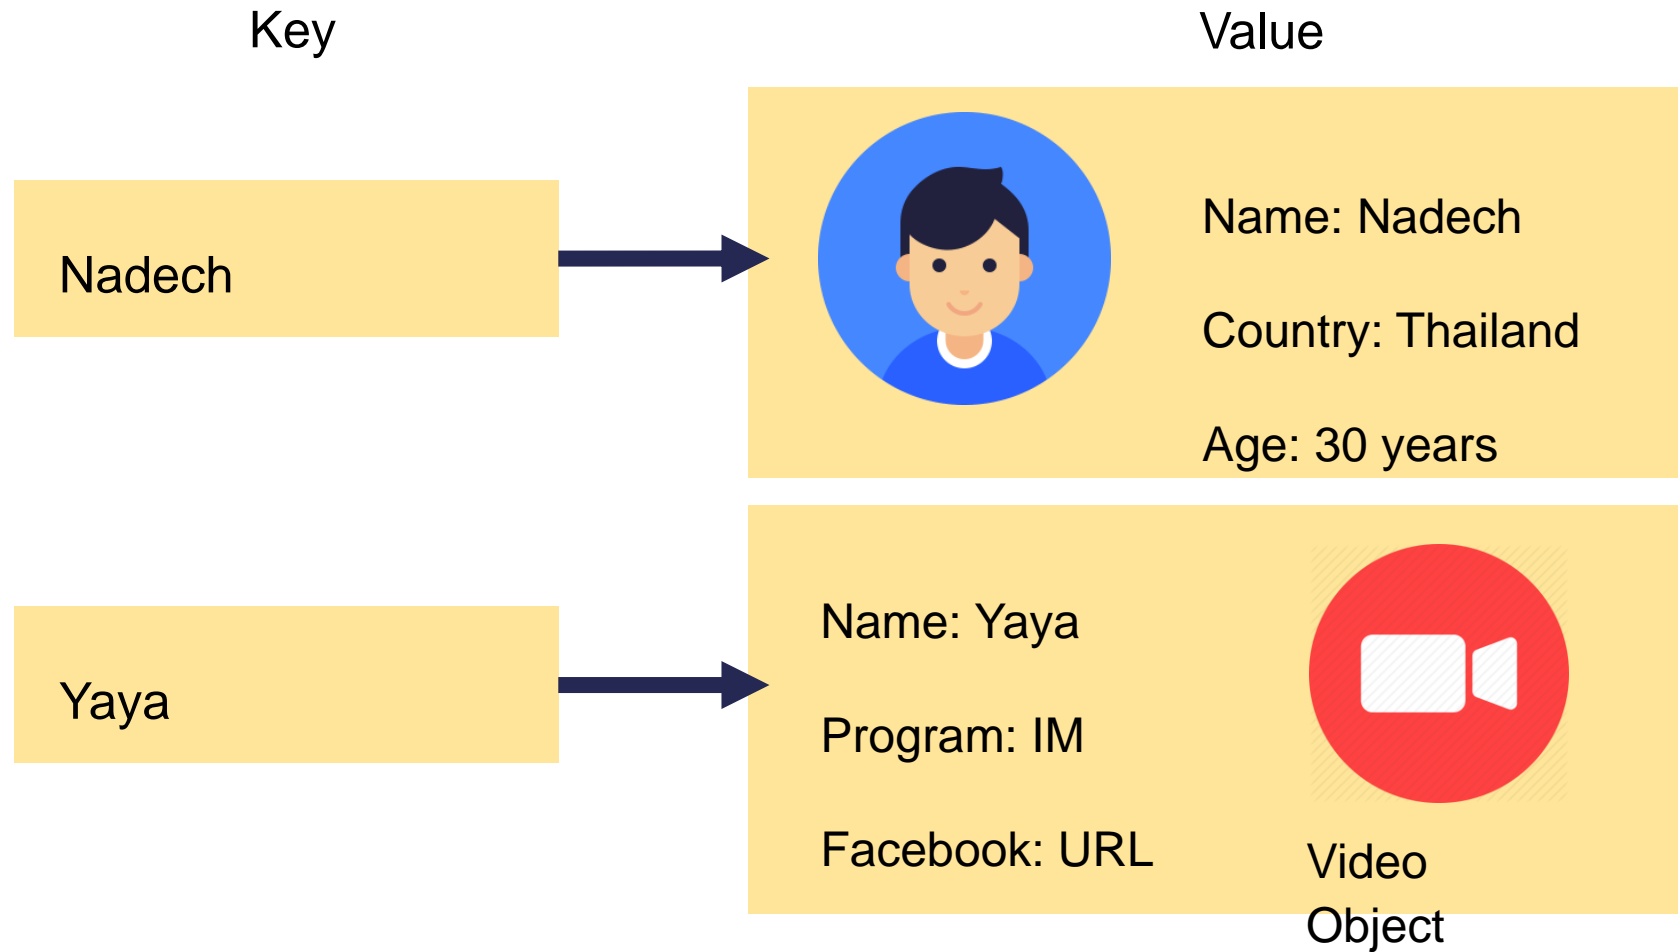 Key
Value
Nadech
Name: Nadech
Country: Thailand
Age: 30 years
Yaya
Name: Yaya
Program: IM
Facebook: URL
Video
Object